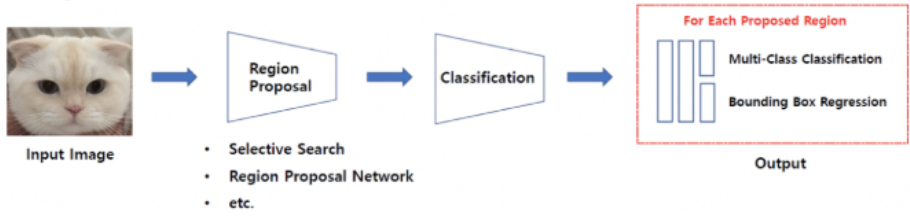 For Each Proposed Region
Region
Proposal
Classification
Multi-Class Classification
Bounding Box Regression
Input Image
• Selective Search
• Region Proposal Network
• etc.
Output